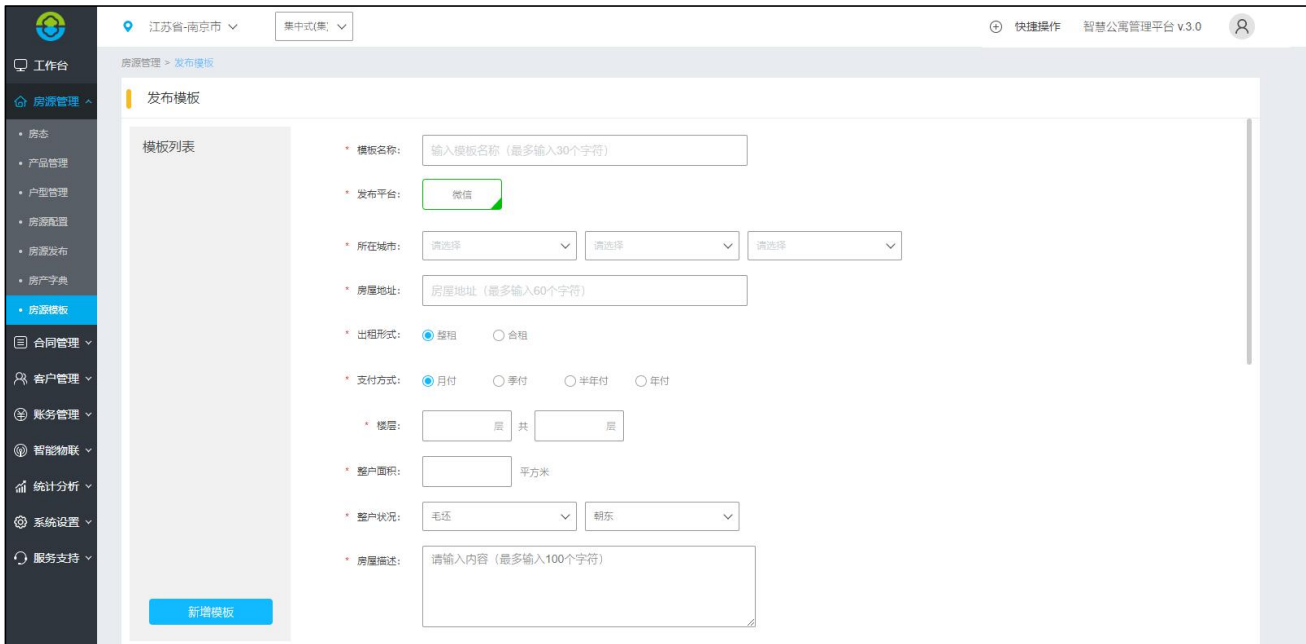 江苏省-南京市
集中式(集:
快捷操作
智慧公寓管理平台 v.3.0
工作台
房源管理
• 房态
• 产品管理
• 户型管理
• 房源配置
• 房源发布
• 房产字典
• 房源模板
合同管理
客户管理
账务管理
智能物联
统计分析
系统设置
服务支持
房源管理 > 发布模板
发布模板
模板列表
新增模板
* 模板名称: 输入模板名称（最多输入30个字符）
* 发布平台: 微信
* 所在城市: 请选择 请选择 请选择
* 房屋地址: 房屋地址（最多输入60个字符）
* 出租形式: 整租 合租
* 支付方式: 月付 季付 半年付 年付
* 楼层: 层 共 层
* 整户面积: 平方米
* 整户状况: 毛坯 朝东
* 房屋描述: 请输入内容（最多输入100个字符）